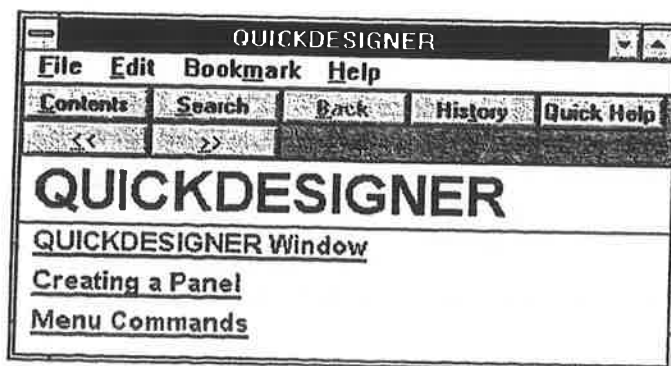 QUICKDESIGNER
File Edit Bookmark Help
Contents Search Back History Quick Help
<< >>
QUICKDESIGNER
QUICKDESIGNER Window
Creating a Panel
Menu Commands